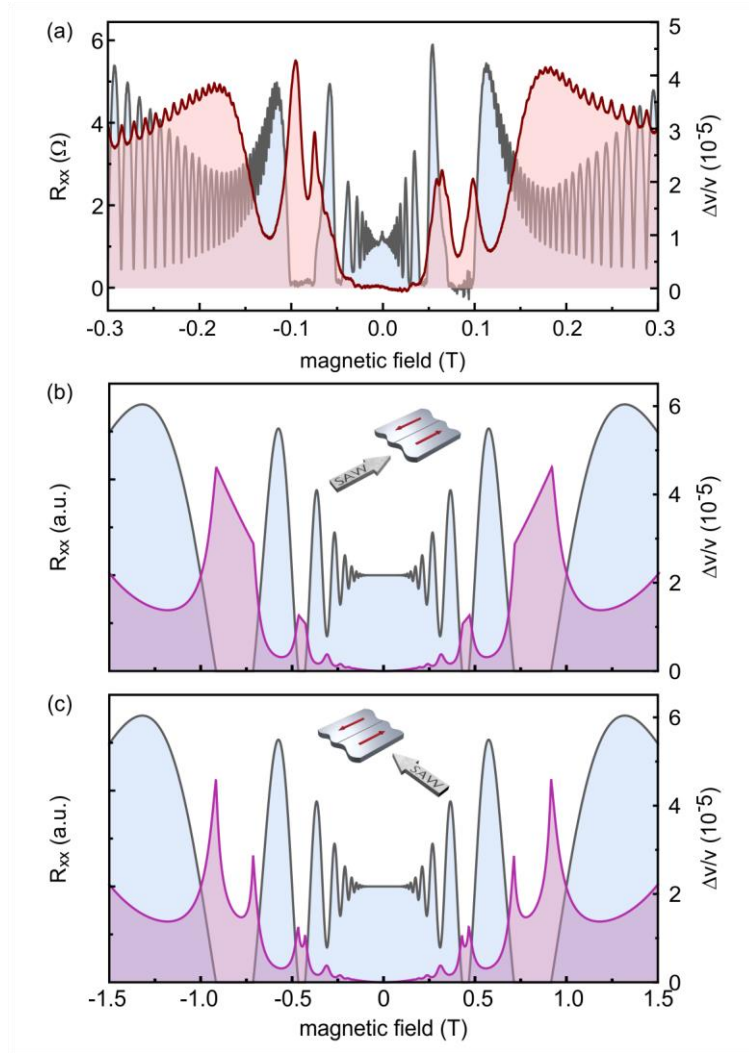 (a)
6
4
2
0
R_xx (Ω)
5
4
3
2
1
0
Δv/v (10^-5)
-0.3 -0.2 -0.1 0.0 0.1 0.2 0.3
magnetic field (T)
(b)
R_xx (a.u.)
SAW
6
4
2
0
Δv/v (10^-5)
(c)
R_xx (a.u.)
SAW
6
4
2
0
Δv/v (10^-5)
-1.5 -1.0 -0.5 0 0.5 1.0 1.5
magnetic field (T)